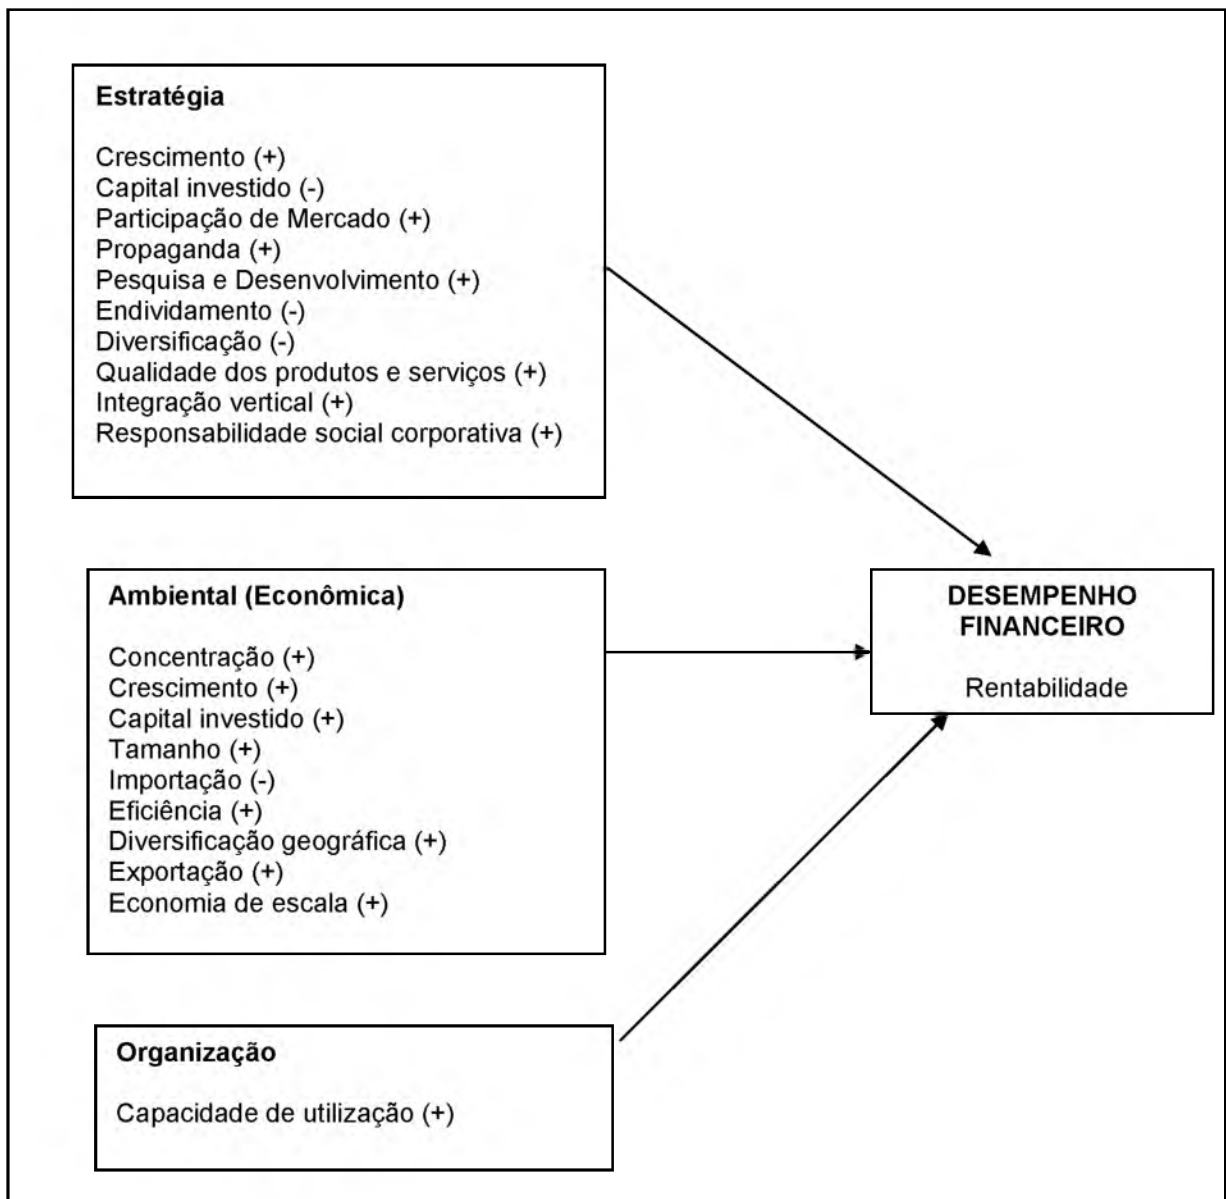 Estratégia
Crescimento (+)
Capital investido (-)
Participação de Mercado (+)
Propaganda (+)
Pesquisa e Desenvolvimento (+)
Endividamento (-)
Diversificação (-)
Qualidade dos produtos e serviços (+)
Integração vertical (+)
Responsabilidade social corporativa (+)
Ambiental (Econômica)
Concentração (+)
Crescimento (+)
Capital investido (+)
Tamanho (+)
Importação (-)
Eficiência (+)
Diversificação geográfica (+)
Exportação (+)
Economia de escala (+)
Organização
Capacidade de utilização (+)
DESEMPENHO
FINANCEIRO
Rentabilidade